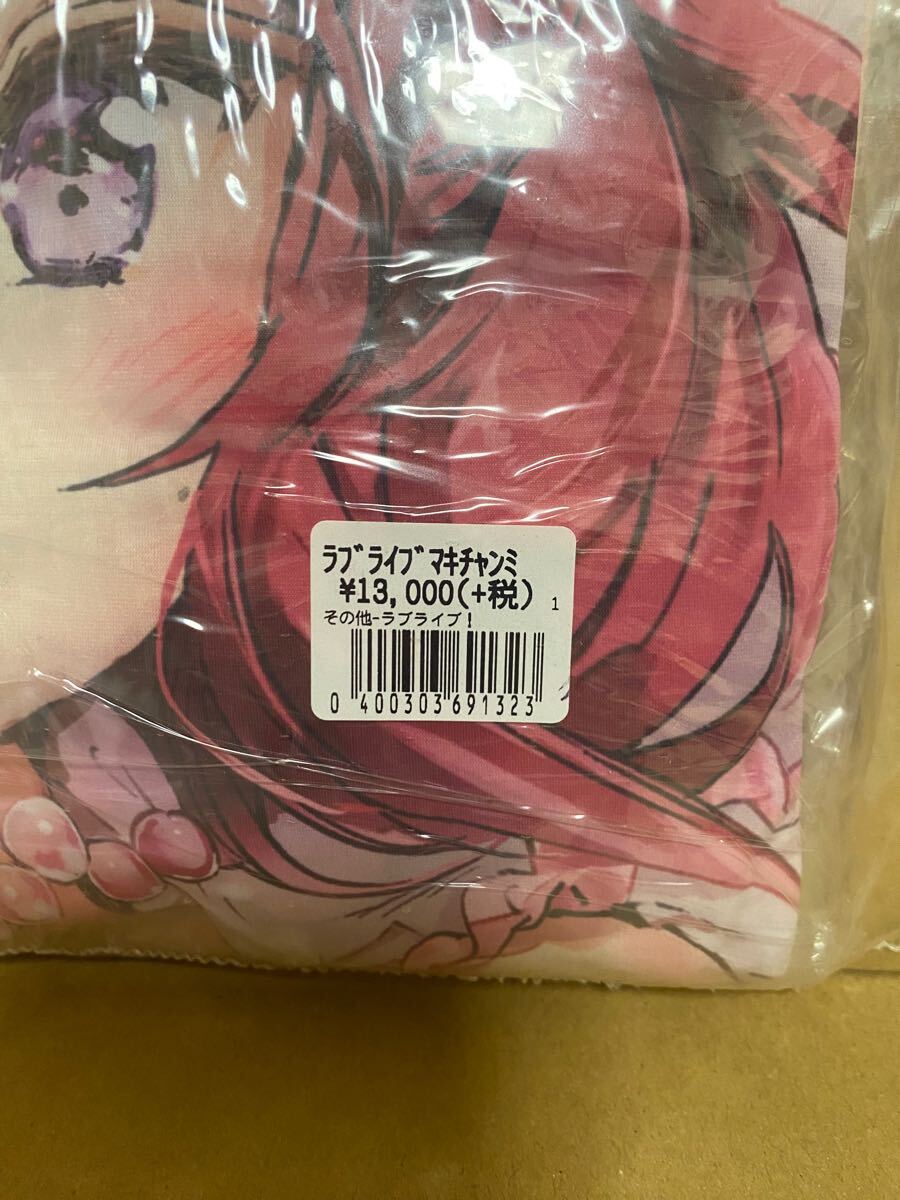 ﾗﾌﾞﾗｲﾌﾞﾏｷﾁｬﾝﾐ
¥13,000(+税) 1
その他-ラブライブ!
0 400303 691323